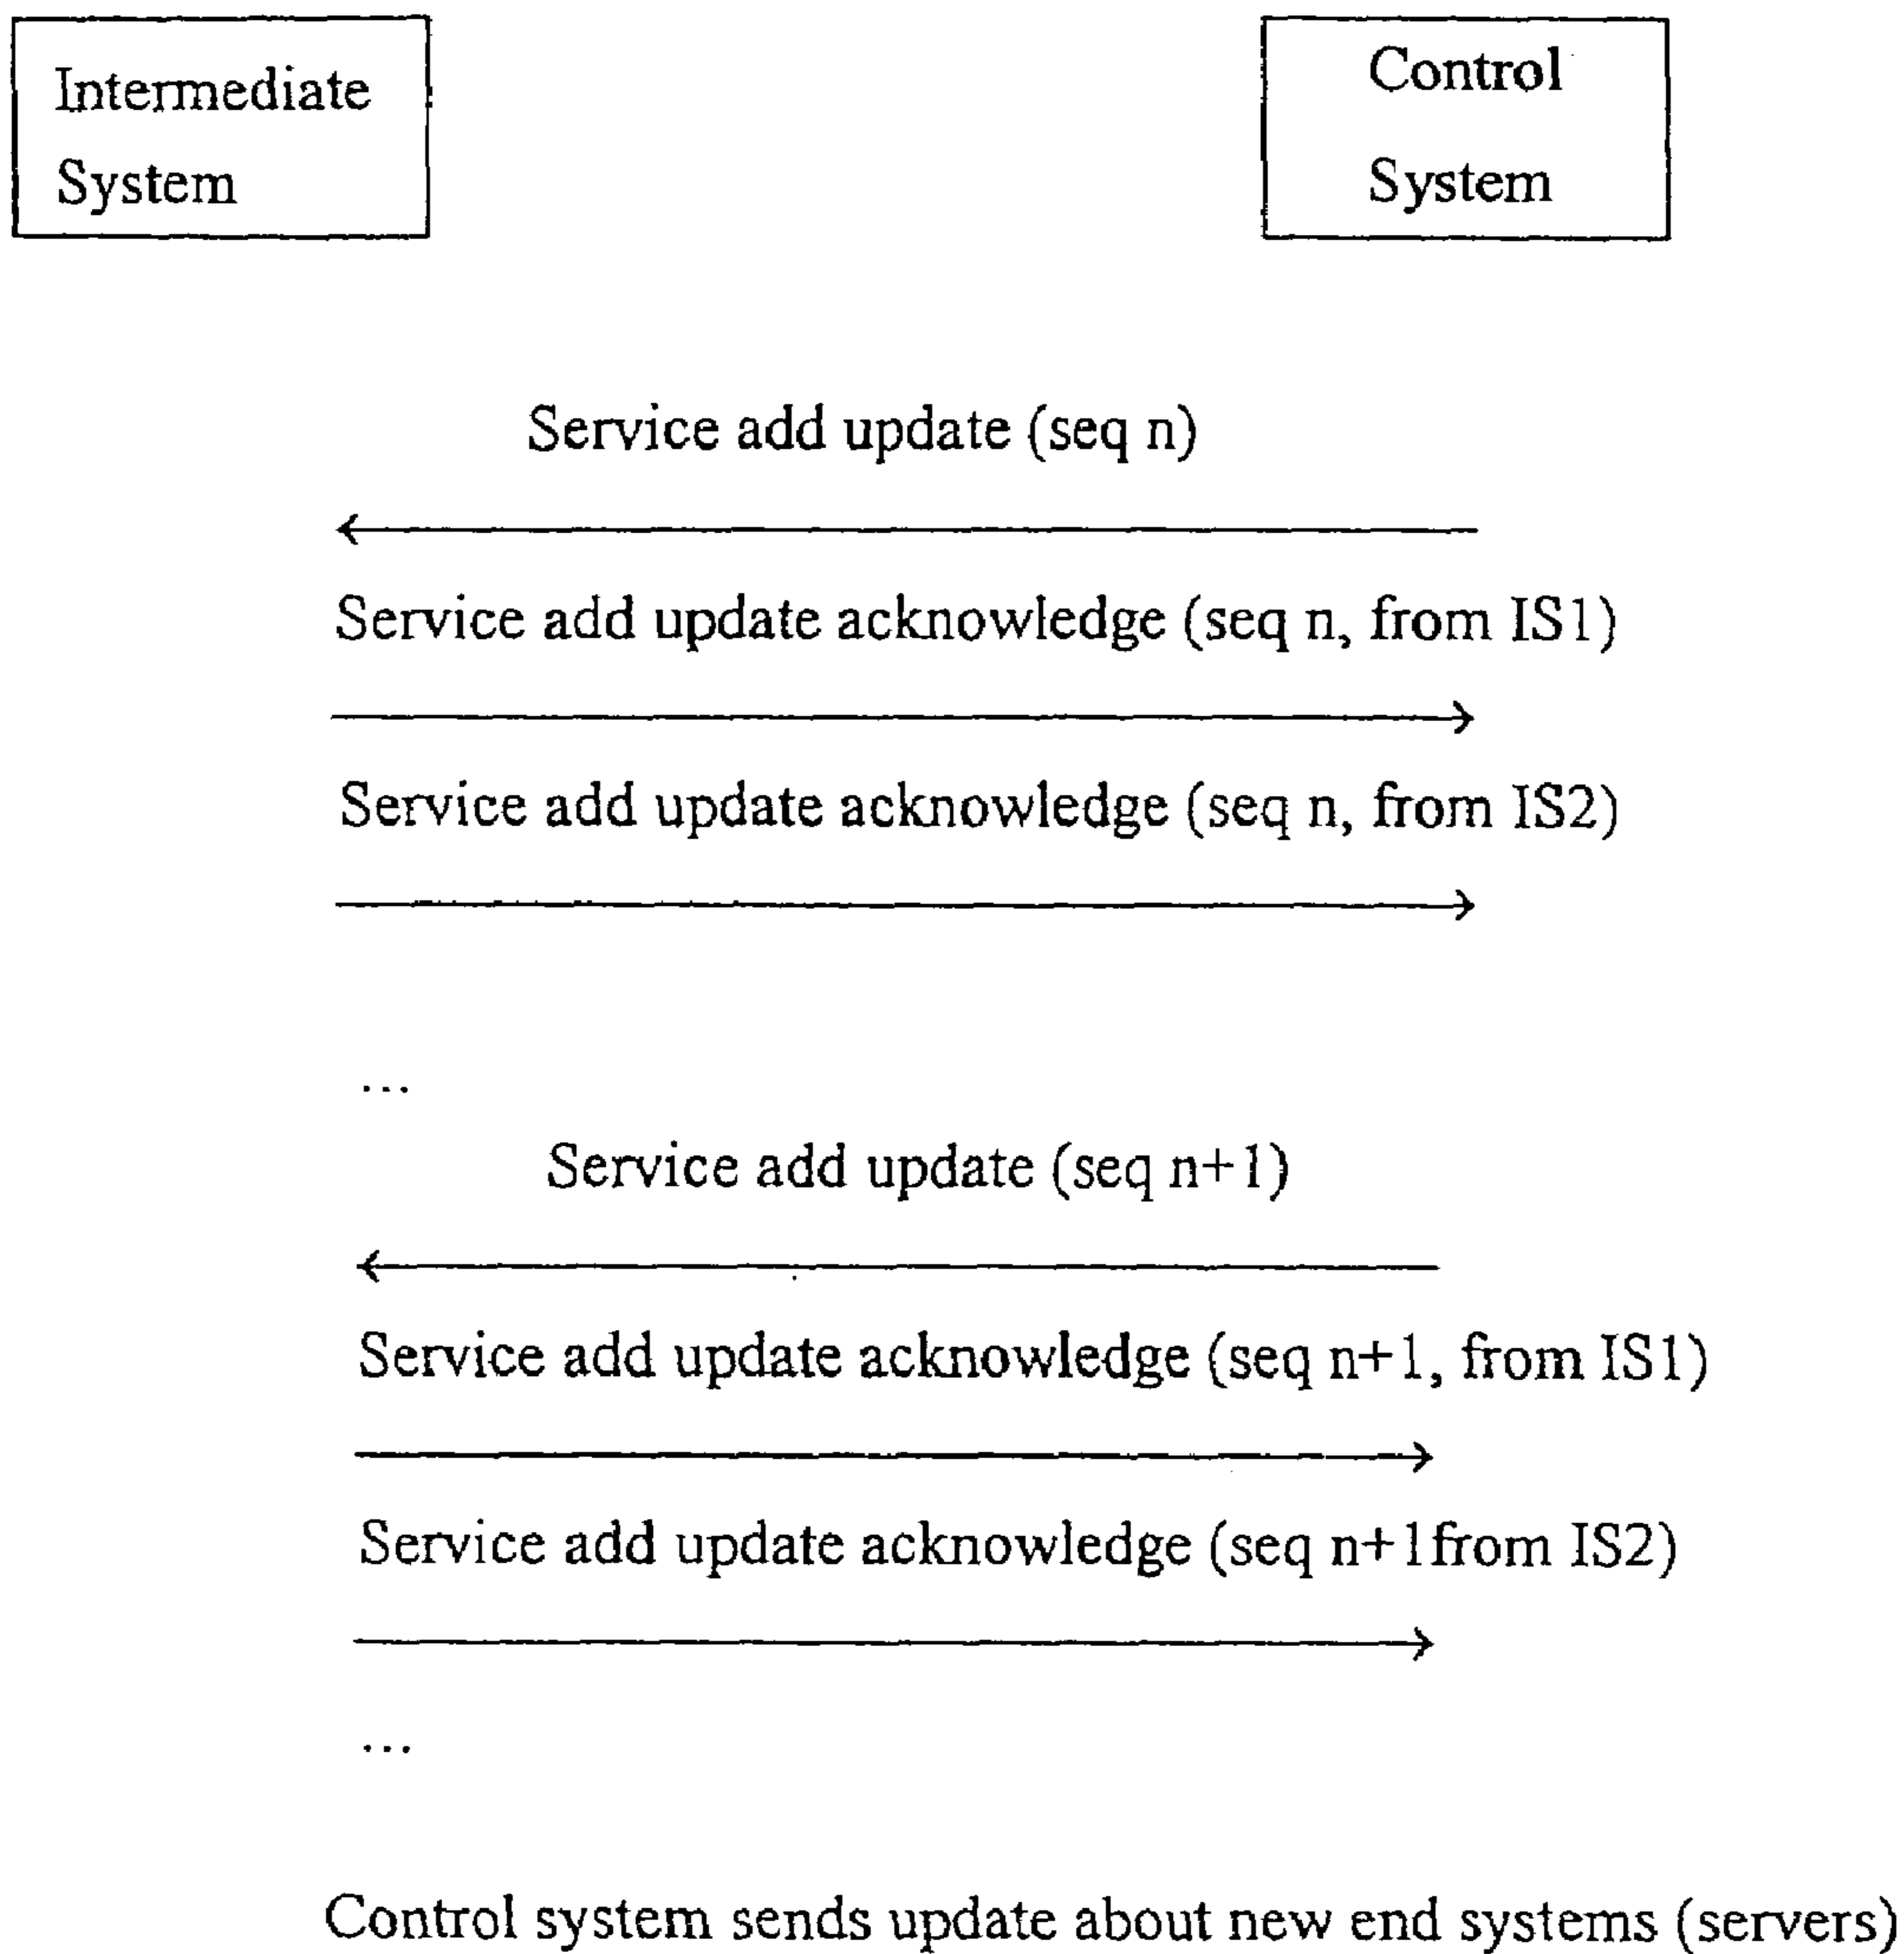 Intermediate
System
Control
System
Service add update (seq n)
Service add update acknowledge (seq n, from IS1)
Service add update acknowledge (seq n, from IS2)
...
Service add update (seq n+1)
Service add update acknowledge (seq n+1, from IS1)
Service add update acknowledge (seq n+1from IS2)
...
Control system sends update about new end systems (servers)